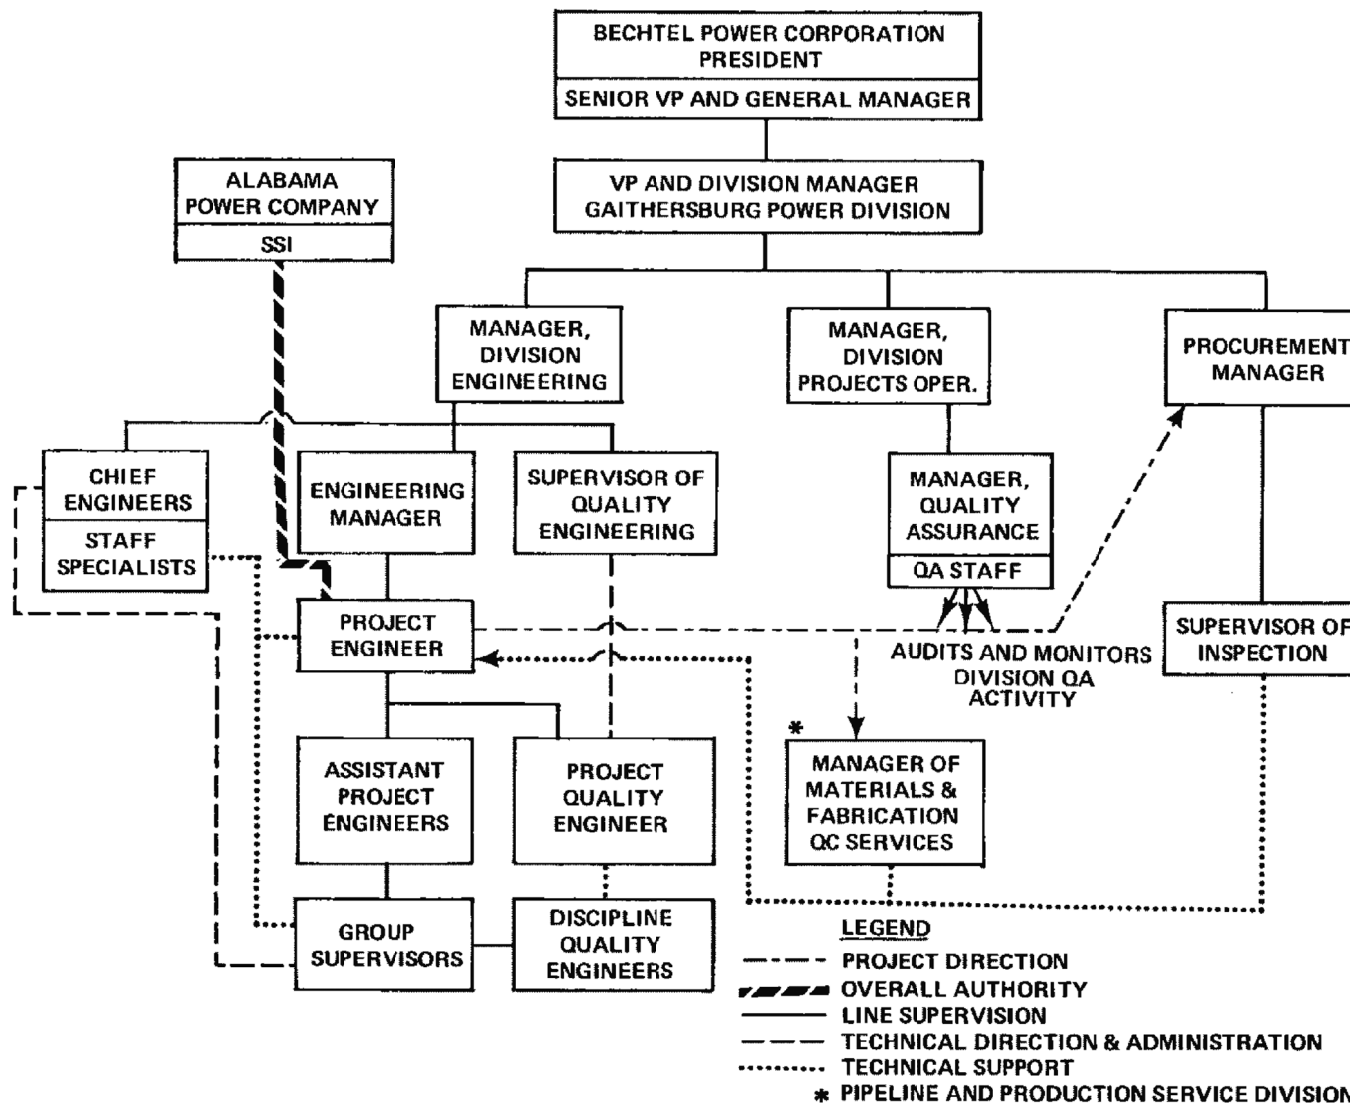 BECHTEL POWER CORPORATION
PRESIDENT
SENIOR VP AND GENERAL MANAGER
ALABAMA
POWER COMPANY
SSI
VP AND DIVISION MANAGER
GAITHERSBURG POWER DIVISION
MANAGER,
DIVISION
ENGINEERING
MANAGER,
DIVISION
PROJECTS OPER.
PROCUREMENT
MANAGER
CHIEF
ENGINEERS
STAFF
SPECIALISTS
ENGINEERING
MANAGER
SUPERVISOR OF
QUALITY
ENGINEERING
MANAGER,
QUALITY
ASSURANCE
QA STAFF
PROJECT
ENGINEER
AUDITS AND MONITORS
DIVISION QA
ACTIVITY
SUPERVISOR OF
INSPECTION
ASSISTANT
PROJECT
ENGINEERS
PROJECT
QUALITY
ENGINEER
*
MANAGER OF
MATERIALS &
FABRICATION
QC SERVICES
GROUP
SUPERVISORS
DISCIPLINE
QUALITY
ENGINEERS
LEGEND
PROJECT DIRECTION
OVERALL AUTHORITY
LINE SUPERVISION
TECHNICAL DIRECTION & ADMINISTRATION
TECHNICAL SUPPORT
* PIPELINE AND PRODUCTION SERVICE DIVISION